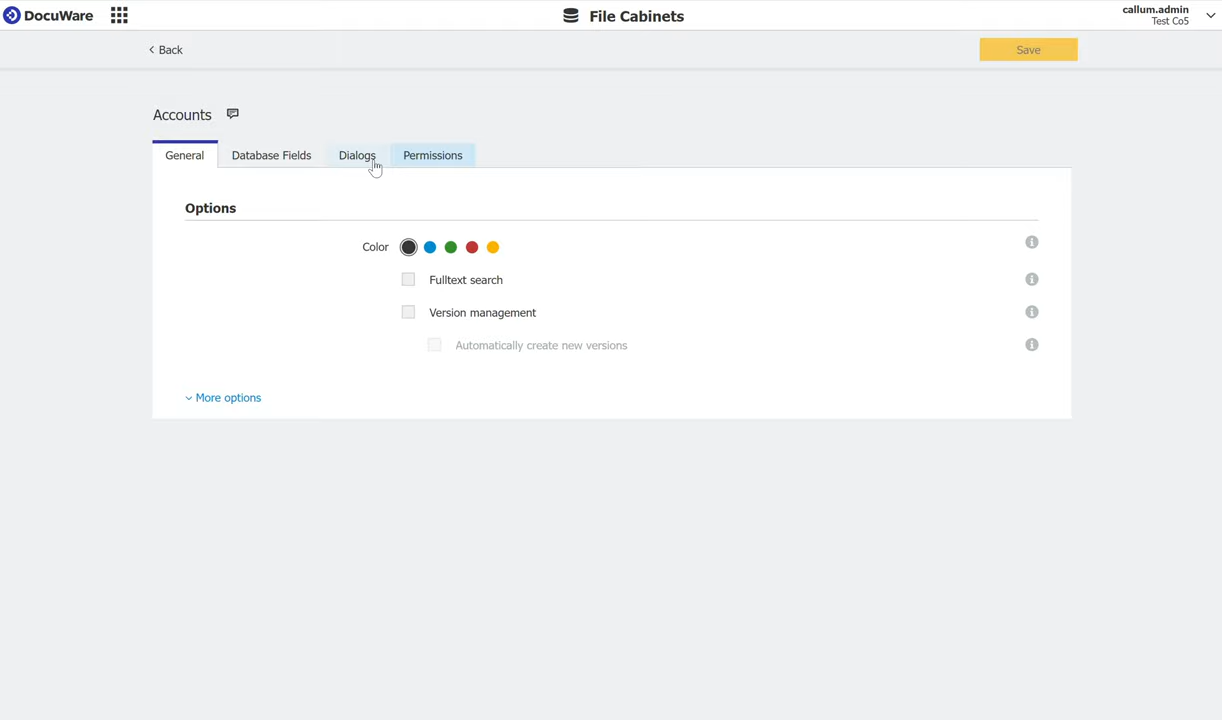 DocuWare
File Cabinets
callum.admin
Test Co5
Back
Save
Accounts
General
Database Fields
Dialogs
Permissions
Options
Color
Fulltext search
Version management
Automatically create new versions
More options